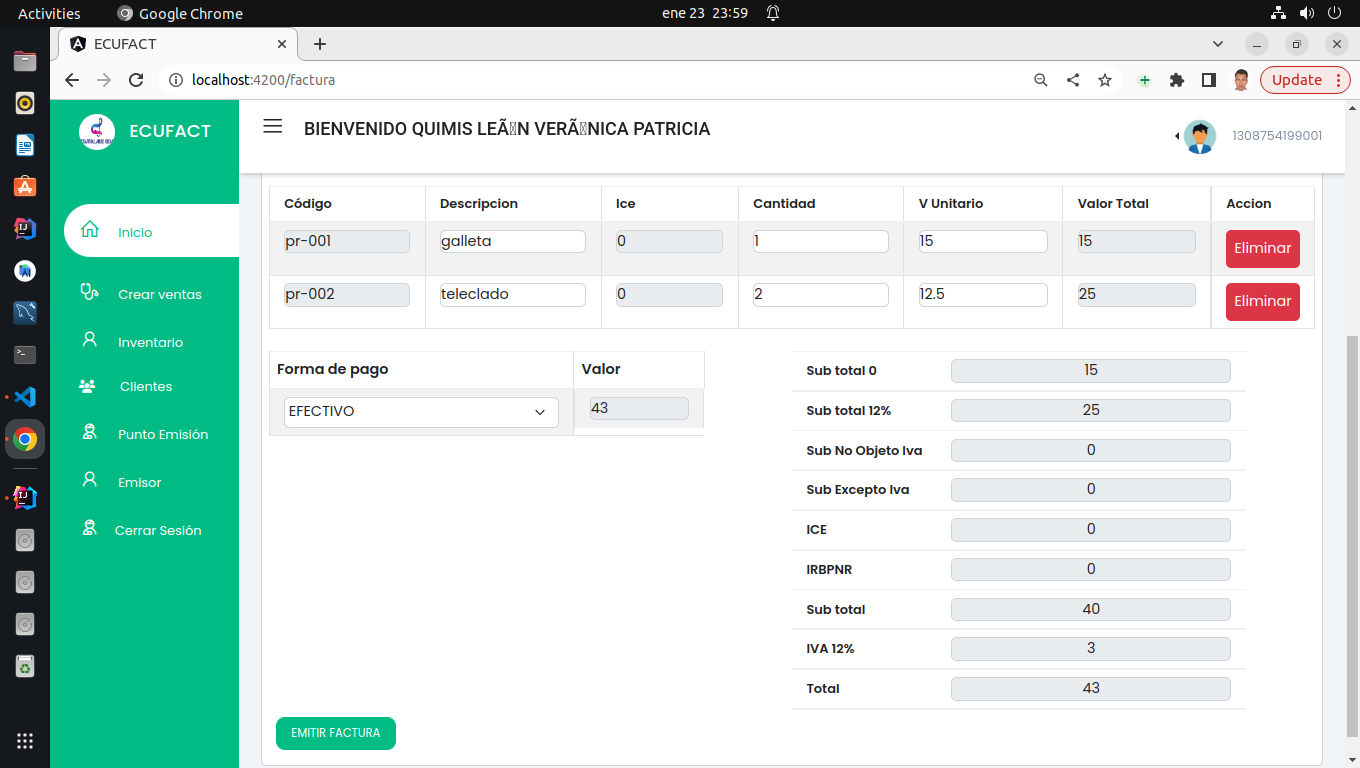 Activities Google Chrome ene 23 23:59
ECUFACT
localhost:4200/factura Update
ECUFACT
BIENVENIDO QUIMIS LEÃN VERÃNICA PATRICIA
1308754199001
Inicio
Crear ventas
Inventario
Clientes
Punto Emisión
Emisor
Cerrar Sesión
Código Descripcion Ice Cantidad V Unitario Valor Total Accion
pr-001 galleta 0 1 15 15 Eliminar
pr-002 teleclado 0 2 12.5 25 Eliminar
Forma de pago Valor
EFECTIVO 43
Sub total 0 15
Sub total 12% 25
Sub No Objeto Iva 0
Sub Excepto Iva 0
ICE 0
IRBPNR 0
Sub total 40
IVA 12% 3
Total 43
EMITIR FACTURA